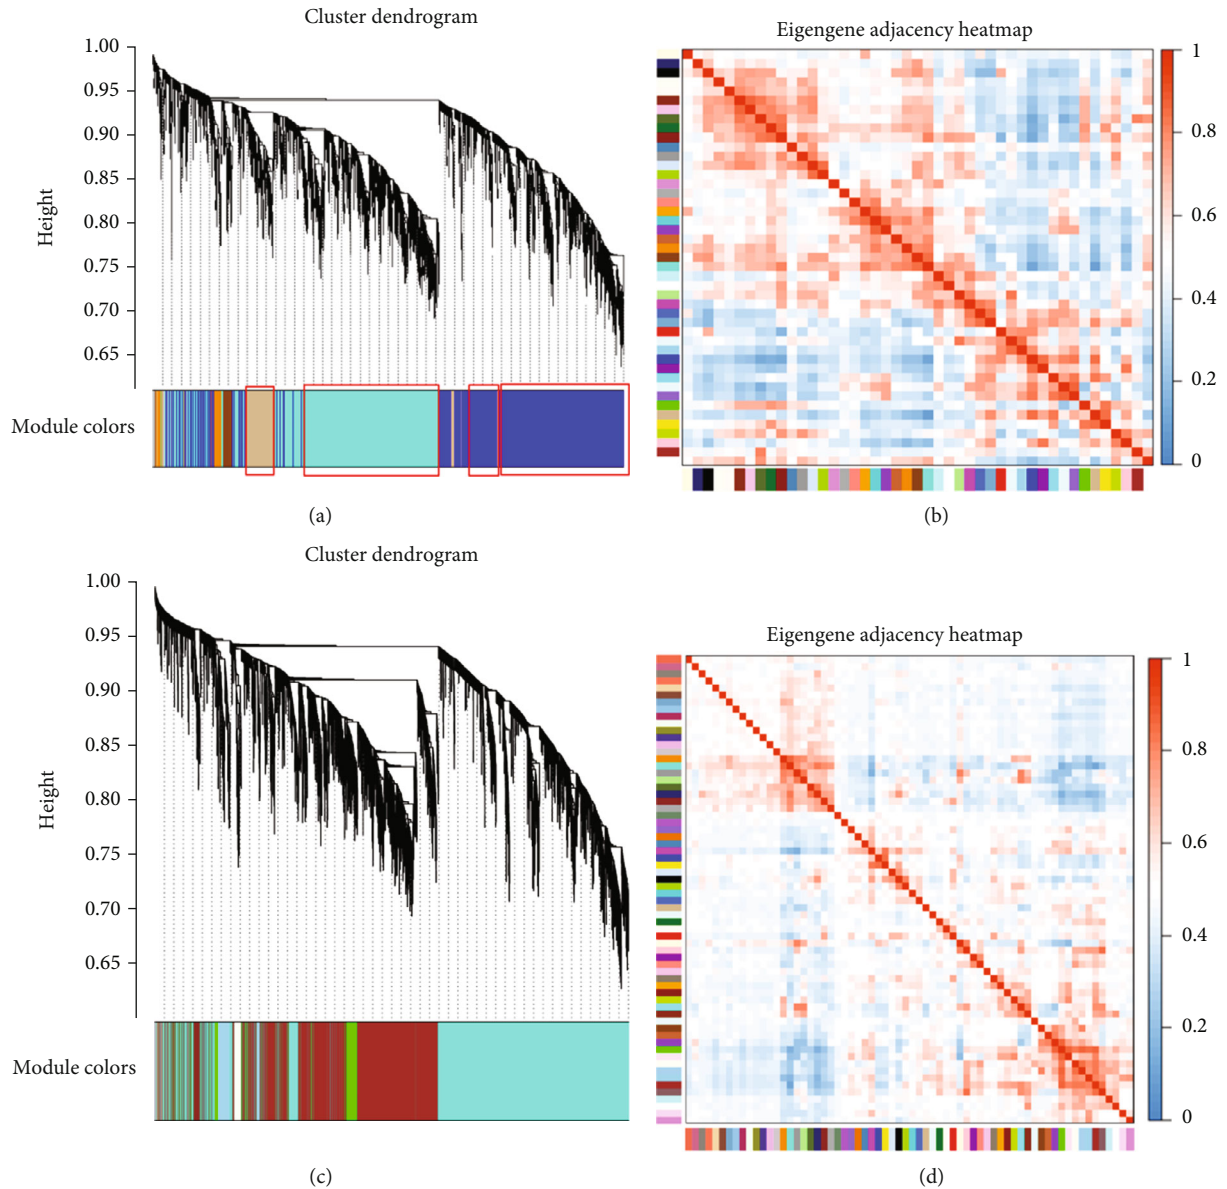 Cluster dendrogram
1.00
0.95
0.90
0.85
0.80
0.75
0.70
0.65
Height
Module colors
(a)
Eigengene adjacency heatmap
1
0.8
0.6
0.4
0.2
0
(b)
Cluster dendrogram
1.00
0.95
0.90
0.85
0.80
0.75
0.70
0.65
Height
Module colors
(c)
Eigengene adjacency heatmap
1
0.8
0.6
0.4
0.2
0
(d)